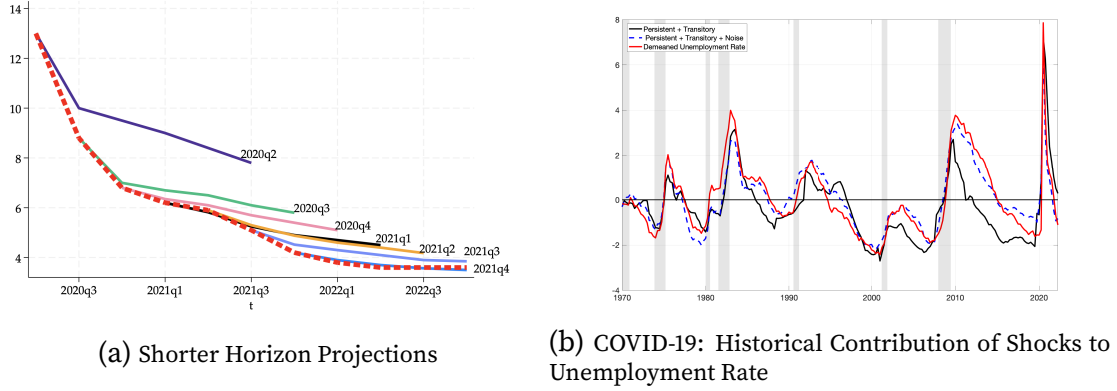 14
12
10
8
6
4
2020q2
2020q3
2020q4
2021q1
2021q2
2021q3
2021q4
2020q3 2021q1 2021q3 2022q1 2022q3
t
(a) Shorter Horizon Projections
8
6
4
2
0
-2
-4
Persistent + Transitory
Persistent + Transitory + Noise
Demeaned Unemployment Rate
1970 1980 1990 2000 2010 2020
(b) COVID-19: Historical Contribution of Shocks to
Unemployment Rate